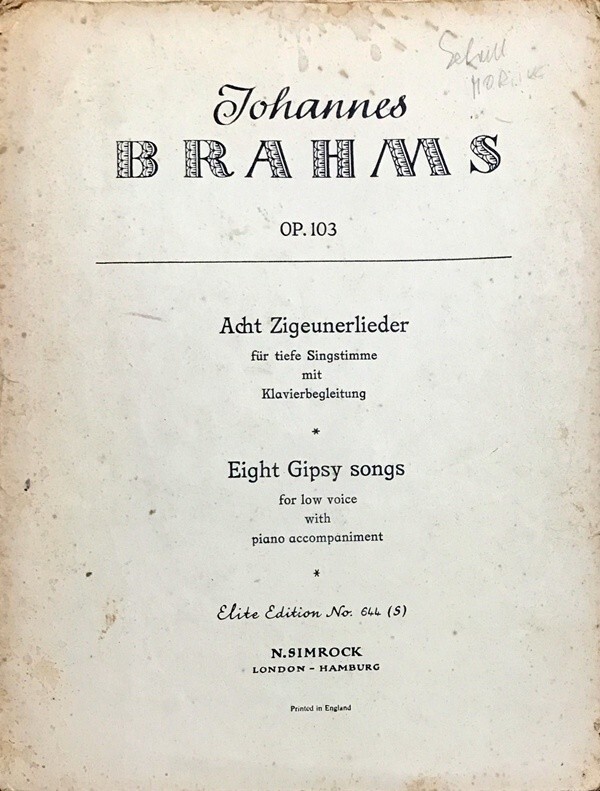 Johannes
BRAHMS
OP. 103
Acht Zigeunerlieder
für tiefe Singstimme
mit
Klavierbegleitung
*
Eight Gipsy songs
for low voice
with
piano accompaniment
*
Elite Edition No. 644 (S)
N. SIMROCK
LONDON – HAMBURG
Printed in England